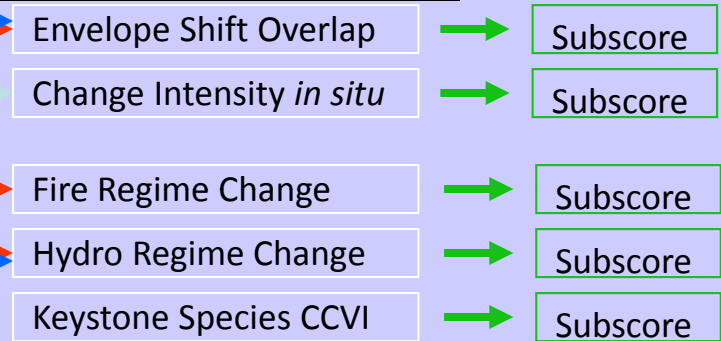 Envelope Shift Overlap Subscore
Change Intensity in situ Subscore
Fire Regime Change Subscore
Hydro Regime Change Subscore
Keystone Species CCVI Subscore